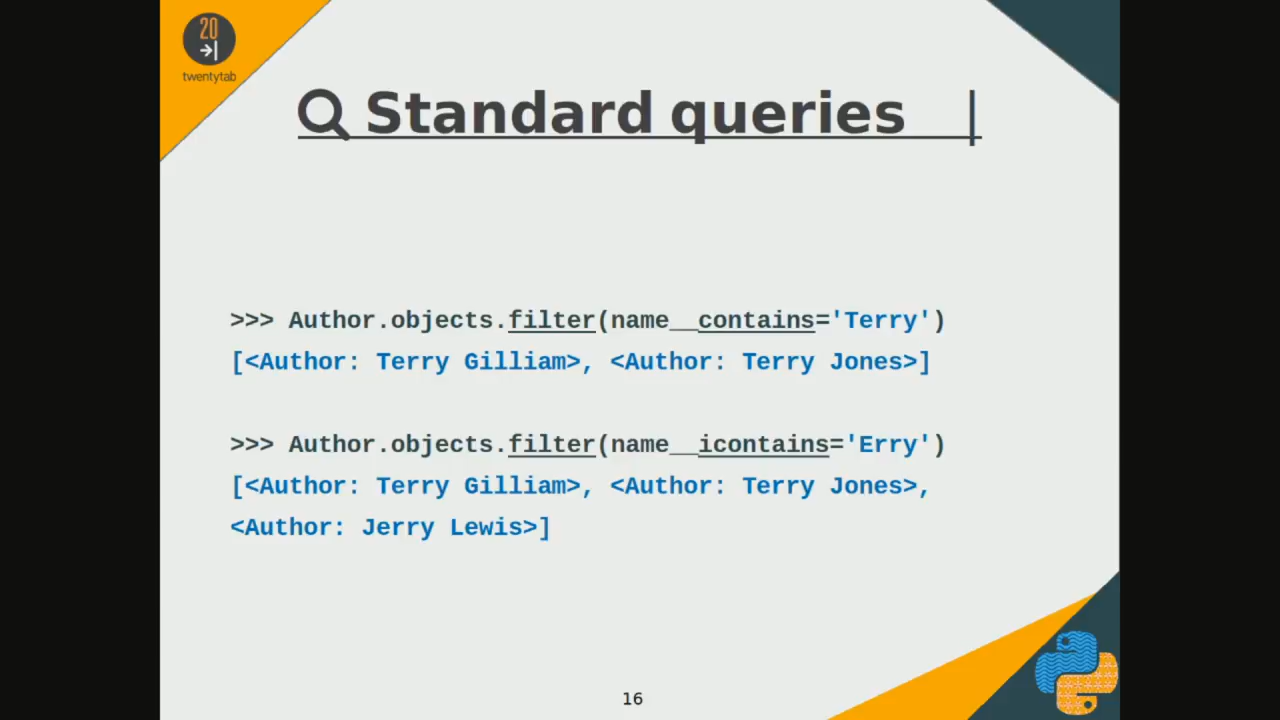 20
twentytab
Standard queries
>>> Author.objects.filter(name__contains='Terry')
[<Author: Terry Gilliam>, <Author: Terry Jones>]
>>> Author.objects.filter(name__icontains='Erry')
[<Author: Terry Gilliam>, <Author: Terry Jones>,
<Author: Jerry Lewis>]
16